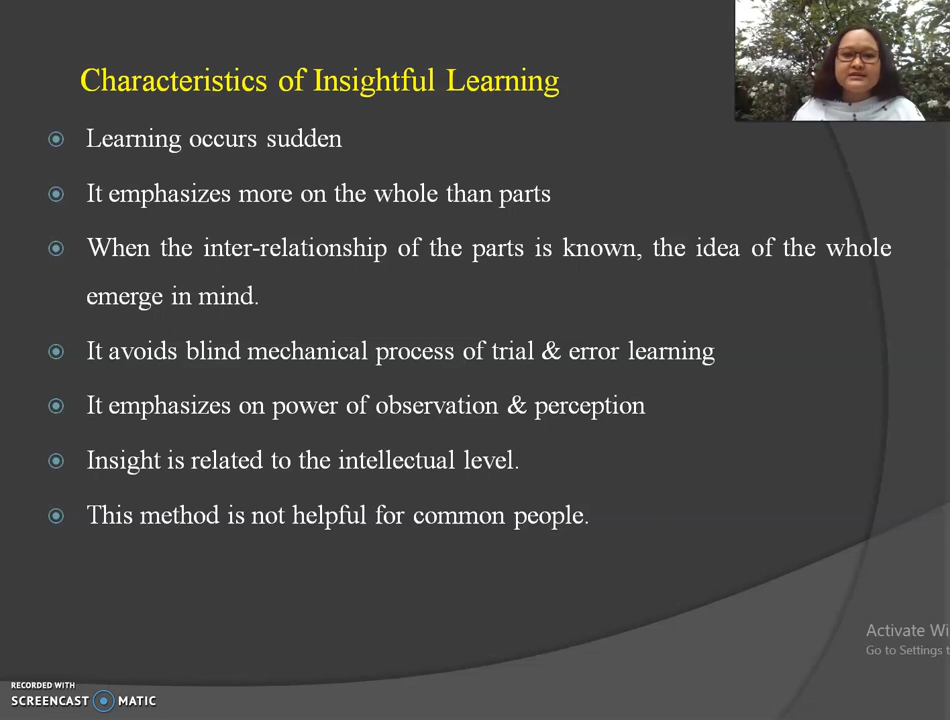 Characteristics of Insightful Learning
Learning occurs sudden
It emphasizes more on the whole than parts
When the inter-relationship of the parts is known, the idea of the whole
emerge in mind.
It avoids blind mechanical process of trial & error learning
It emphasizes on power of observation & perception
Insight is related to the intellectual level.
This method is not helpful for common people.
Activate Wi
Go to Settings t
RECORDED WITH
SCREENCAST MATIC